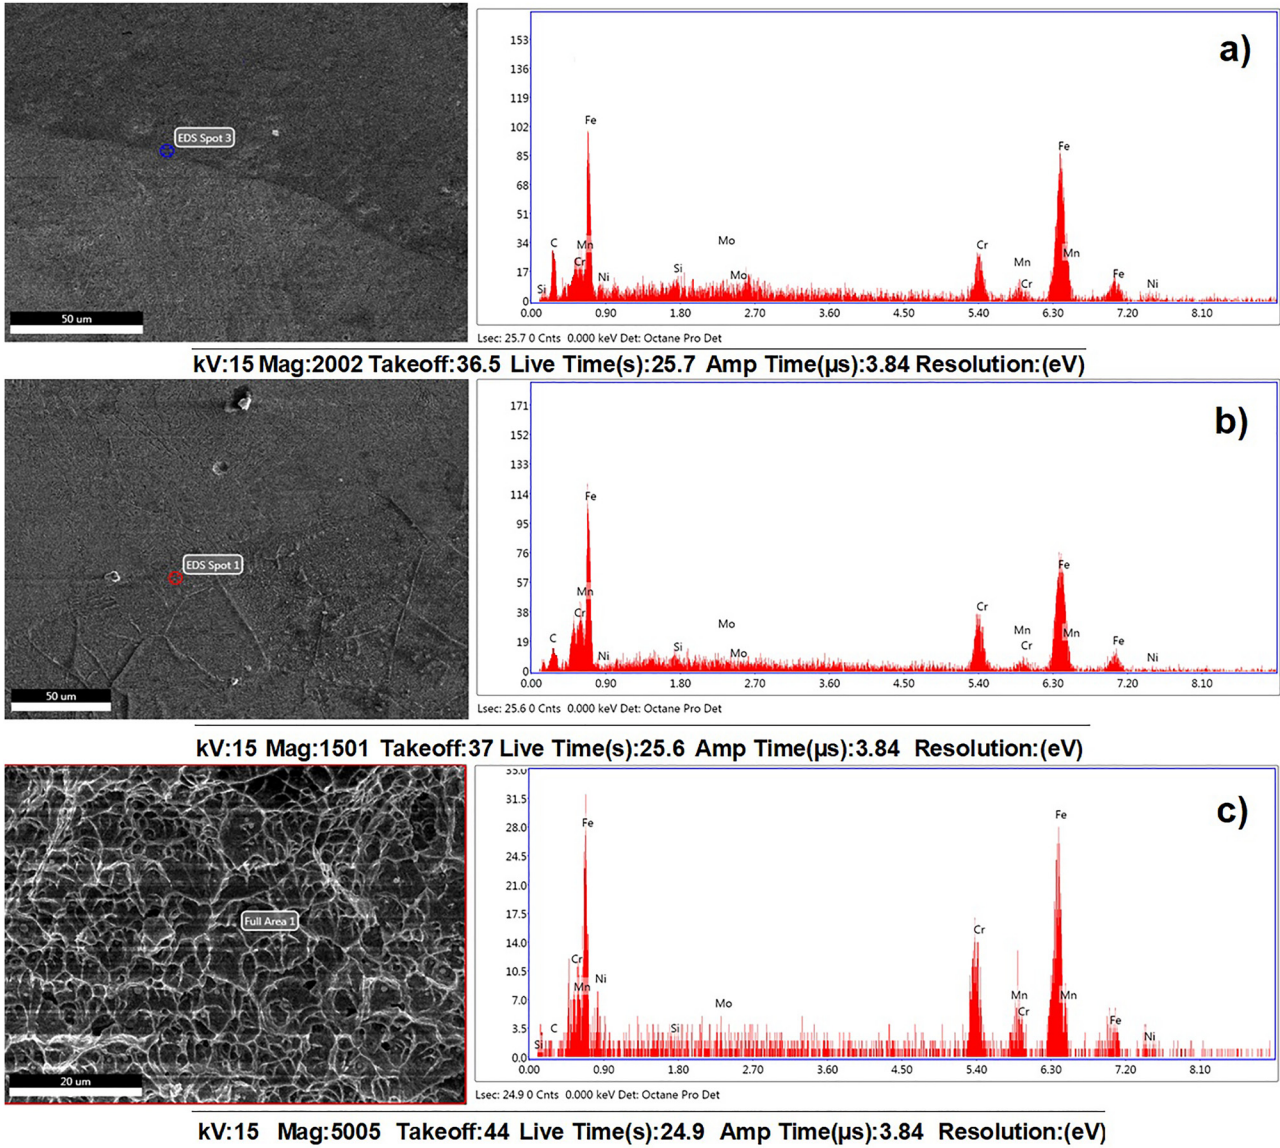 EDS Spot 3
50 um
a)
153
136
119
102
85
68
51
34
17
0
Fe
Fe
C
Mn
Cr
Si
Ni
Si
Mo
Mo
Cr
Mn
Cr
Mn
Fe
Ni
0.00 0.90 1.80 2.70 3.60 4.50 5.40 6.30 7.20 8.10
Lsec: 25.7 0 Cnts 0.000 keV Det: Octane Pro Det
kV:15 Mag:2002 Takeoff:36.5 Live Time(s):25.7 Amp Time(µs):3.84 Resolution:(eV)
EDS Spot 1
50 um
b)
171
152
133
114
95
76
57
38
19
0
Fe
Fe
Mn
Cr
C
Ni
Si
Mo
Mo
Cr
Mn
Cr
Mn
Fe
Ni
0.00 0.90 1.80 2.70 3.60 4.50 5.40 6.30 7.20 8.10
Lsec: 25.6 0 Cnts 0.000 keV Det: Octane Pro Det
kV:15 Mag:1501 Takeoff:37 Live Time(s):25.6 Amp Time(µs):3.84 Resolution:(eV)
Full Area 1
20 um
c)
35.0
31.5
28.0
24.5
21.0
17.5
14.0
10.5
7.0
3.5
0.0
Fe
Fe
Cr
Mn
Ni
C
Si
Si
Mo
Cr
Mn
Cr
Mn
Fe
Ni
0.00 0.90 1.80 2.70 3.60 4.50 5.40 6.30 7.20 8.10
Lsec: 24.9 0 Cnts 0.000 keV Det: Octane Pro Det
kV:15 Mag:5005 Takeoff:44 Live Time(s):24.9 Amp Time(µs):3.84 Resolution:(eV)